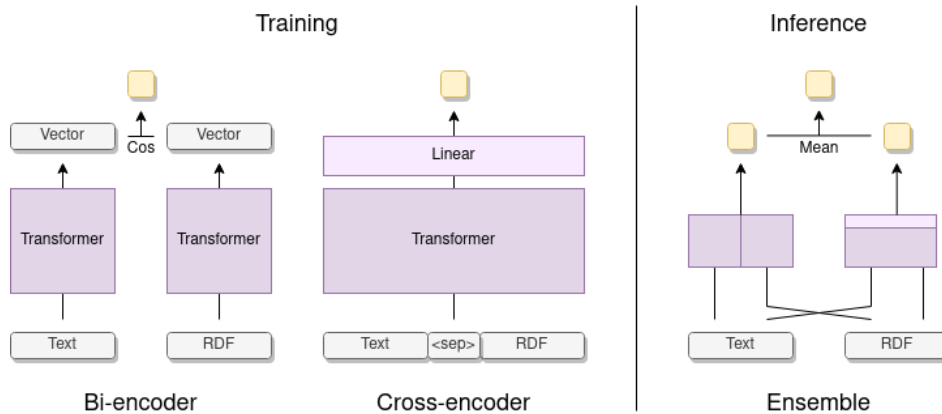 Training
Inference
Vector
Cos
Vector
Linear
Mean
Transformer
Transformer
Transformer
Text
RDF
Text
<sep>
RDF
Text
RDF
Bi-encoder
Cross-encoder
Ensemble